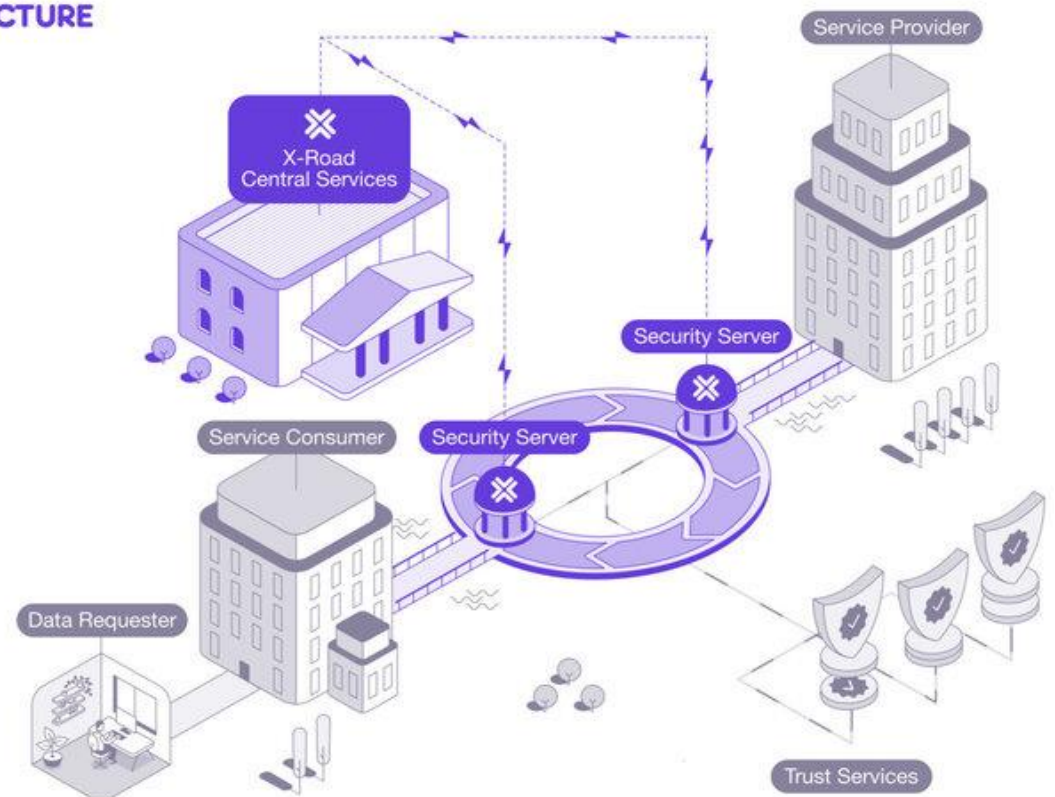 CTURE
Service Provider
X-Road
Central Services
Security Server
Service Consumer
Security Server
Data Requester
Trust Services